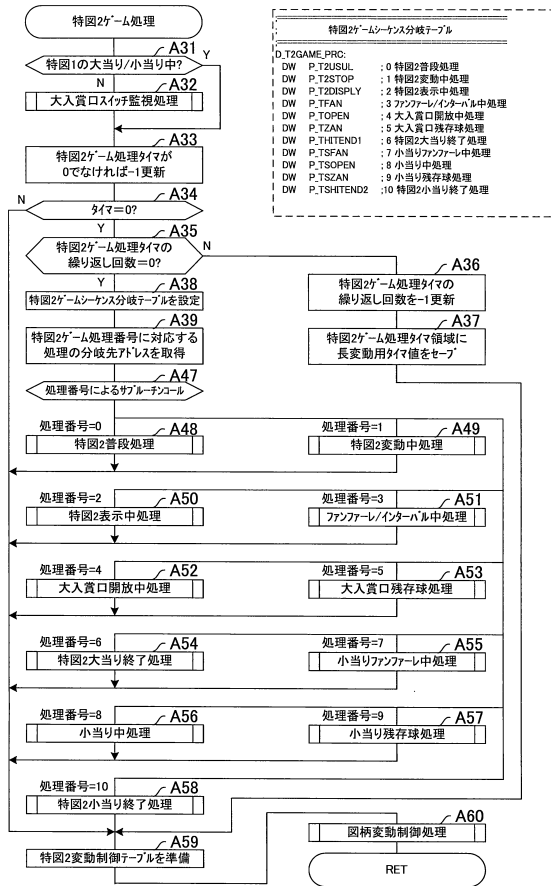 特図2ゲーム処理
A31
特図1の大当り/小当り中?
Y
N
A32
大入賞口スイッチ監視処理
A33
特図2ゲーム処理タイマが
0でなければ-1更新
A34
N
タイマ=0?
Y
A35
特図2ゲーム処理タイマの
繰り返し回数=0?
N
Y
A38
特図2ゲームシーケンス分岐テーブルを設定
A39
特図2ゲーム処理番号に対応する
処理の分岐先アドレスを取得
A47
処理番号によるサブルーチンコール
A36
特図2ゲーム処理タイマの
繰り返し回数を-1更新
A37
特図2ゲーム処理タイマ領域に
長変動用タイマ値をセーブ
処理番号=0
A48
特図2普段処理
処理番号=1
A49
特図2変動中処理
処理番号=2
A50
特図2表示中処理
処理番号=3
A51
ファンファーレ/インターバル中処理
処理番号=4
A52
大入賞口開放中処理
処理番号=5
A53
大入賞口残存球処理
処理番号=6
A54
特図2大当り終了処理
処理番号=7
A55
小当りファンファーレ中処理
処理番号=8
A56
小当り中処理
処理番号=9
A57
小当り残存球処理
処理番号=10
A58
特図2小当り終了処理
A59
特図2変動制御テーブルを準備
A60
図柄変動制御処理
RET
特図2ゲームシーケンス分岐テーブル
D_T2GAME_PRC:
DW P_T2USUL ; 0 特図2普段処理
DW P_T2STOP ; 1 特図2変動中処理
DW P_T2DISPLY ; 2 特図2表示中処理
DW P_TFAN ; 3 ファンファーレ/インターバル中処理
DW P_TOPEN ; 4 大入賞口開放中処理
DW P_TZAN ; 5 大入賞口残存球処理
DW P_THITEND1 ; 6 特図2大当り終了処理
DW P_TSFAN ; 7 小当りファンファーレ中処理
DW P_TSOPEN ; 8 小当り中処理
DW P_TSZAN ; 9 小当り残存球処理
DW P_TSHITEND2 ;10 特図2小当り終了処理